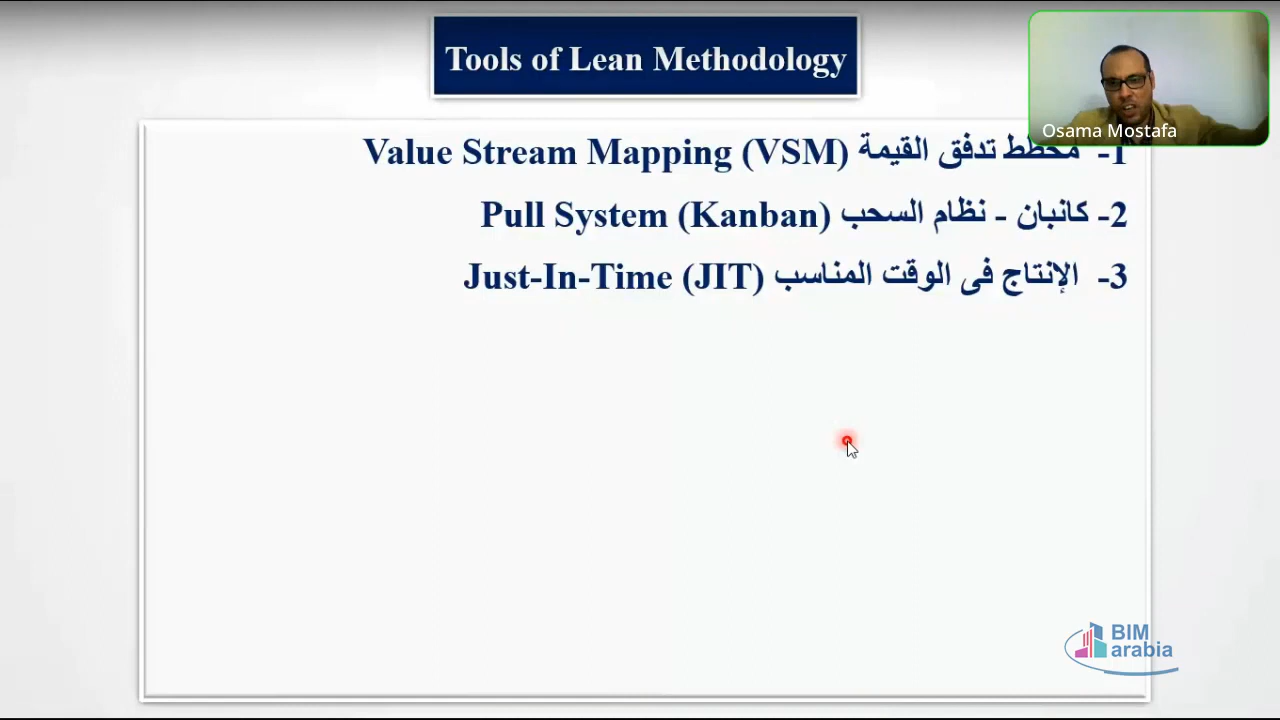 Tools of Lean Methodology
Osama Mostafa
1- مخطط تدفق القيمة Value Stream Mapping (VSM)
2- كانبان - نظام السحب Pull System (Kanban)
3- الإنتاج فى الوقت المناسب Just-In-Time (JIT)
BIM
arabia